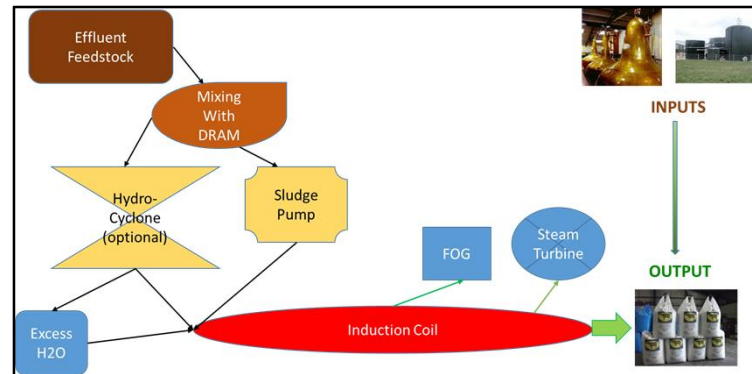 Effluent
Feedstock
Mixing
With
DRAM
Hydro-
Cyclone
(optional)
Sludge
Pump
Excess
H2O
FOG
Steam
Turbine
Induction Coil
INPUTS
OUTPUT